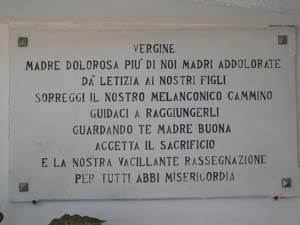 VERGINE
MADRE DOLOROSA PIU' DI NOI MADRI ADDOLORATE
DA' LETIZIA AI NOSTRI FIGLI
SORREGGI IL NOSTRO MELANCONICO CAMMINO
GUIDACI A RAGGIUNGERLI
GUARDANDO TE MADRE BUONA
ACCETTA IL SACRIFICIO
E LA NOSTRA VACILLANTE RASSEGNAZIONE
PER TUTTI ABBI MISERICORDIA